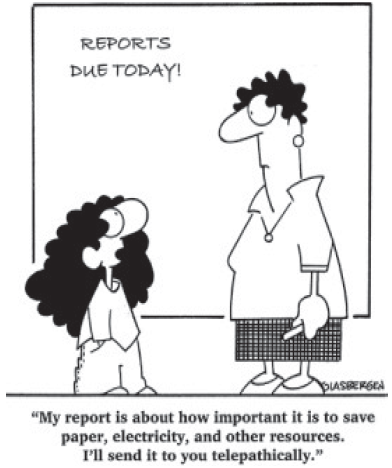 REPORTS
DUE TODAY!
GLASBERGEN
“My report is about how important it is to save
paper, electricity, and other resources.
I’ll send it to you telepathically.”